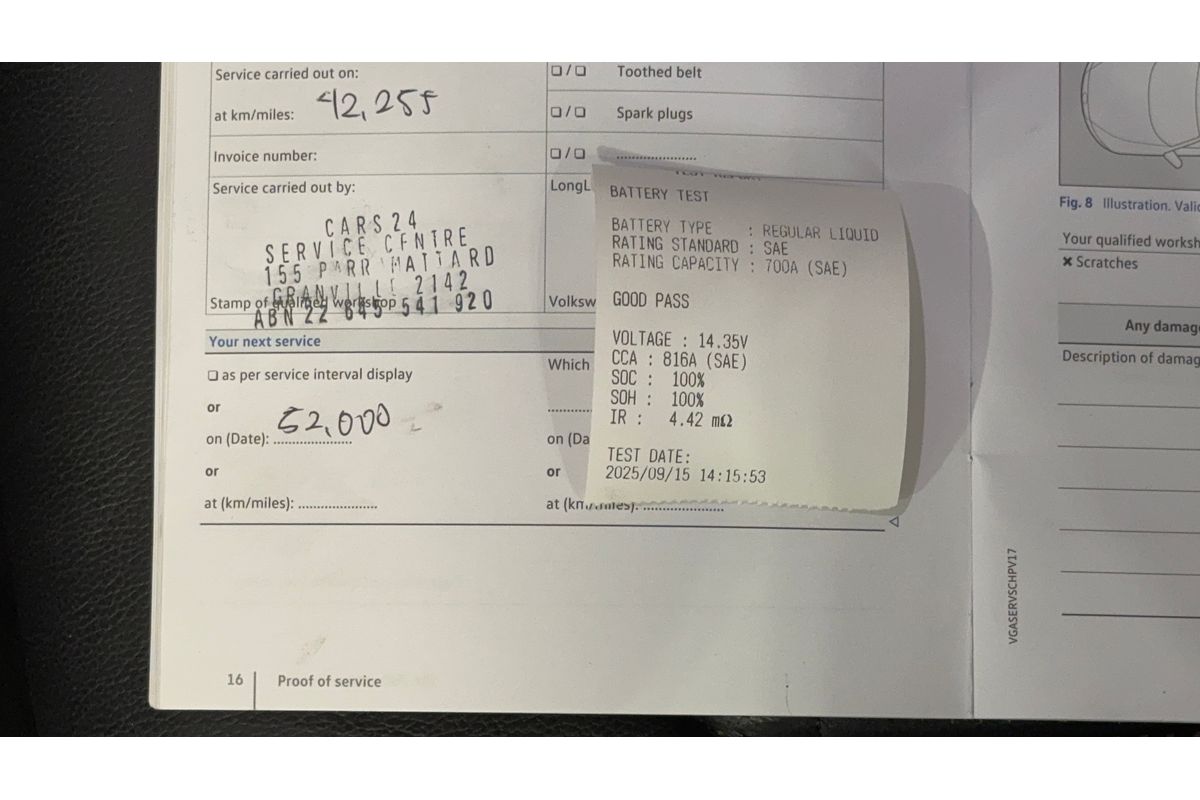 Service carried out on:
at km/miles: 42,255
Invoice number:
Service carried out by:
CARS24
SERVICE CENTRE
155 PARR MATTARD
GRANVILLE 2142
Stamp of qualified workshop
ABN 22 645 541 920
Your next service
❑ as per service interval display
or
52,000
on (Date): ....................
or
at (km/miles): ....................
❑ / ❑ Toothed belt
❑ / ❑ Spark plugs
❑ / ❑ ....................
LongL
Volksw
Which
on (Da
or
at (km/miles): ....................
BATTERY TEST
BATTERY TYPE : REGULAR LIQUID
RATING STANDARD : SAE
RATING CAPACITY : 700A (SAE)
GOOD PASS
VOLTAGE : 14.35V
CCA : 816A (SAE)
SOC : 100%
SOH : 100%
IR : 4.42 mΩ
TEST DATE:
2025/09/15 14:15:53
16 Proof of service
Fig. 8 Illustration. Valid
Your qualified worksh
✖ Scratches
Any damag
Description of damag
VGASERVSCHPV17